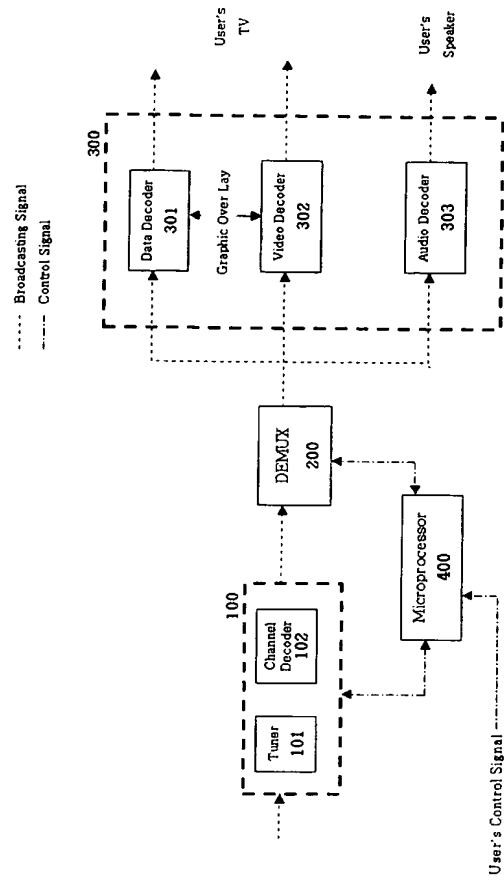 Broadcasting Signal
Control Signal
300
Data Decoder
301
Graphic Over Lay
Video Decoder
302
Audio Decoder
303
User's
TV
User's
Speaker
DEMUX
200
100
Tuner
101
Channel
Decoder
102
Microprocessor
400
User's Control Signal